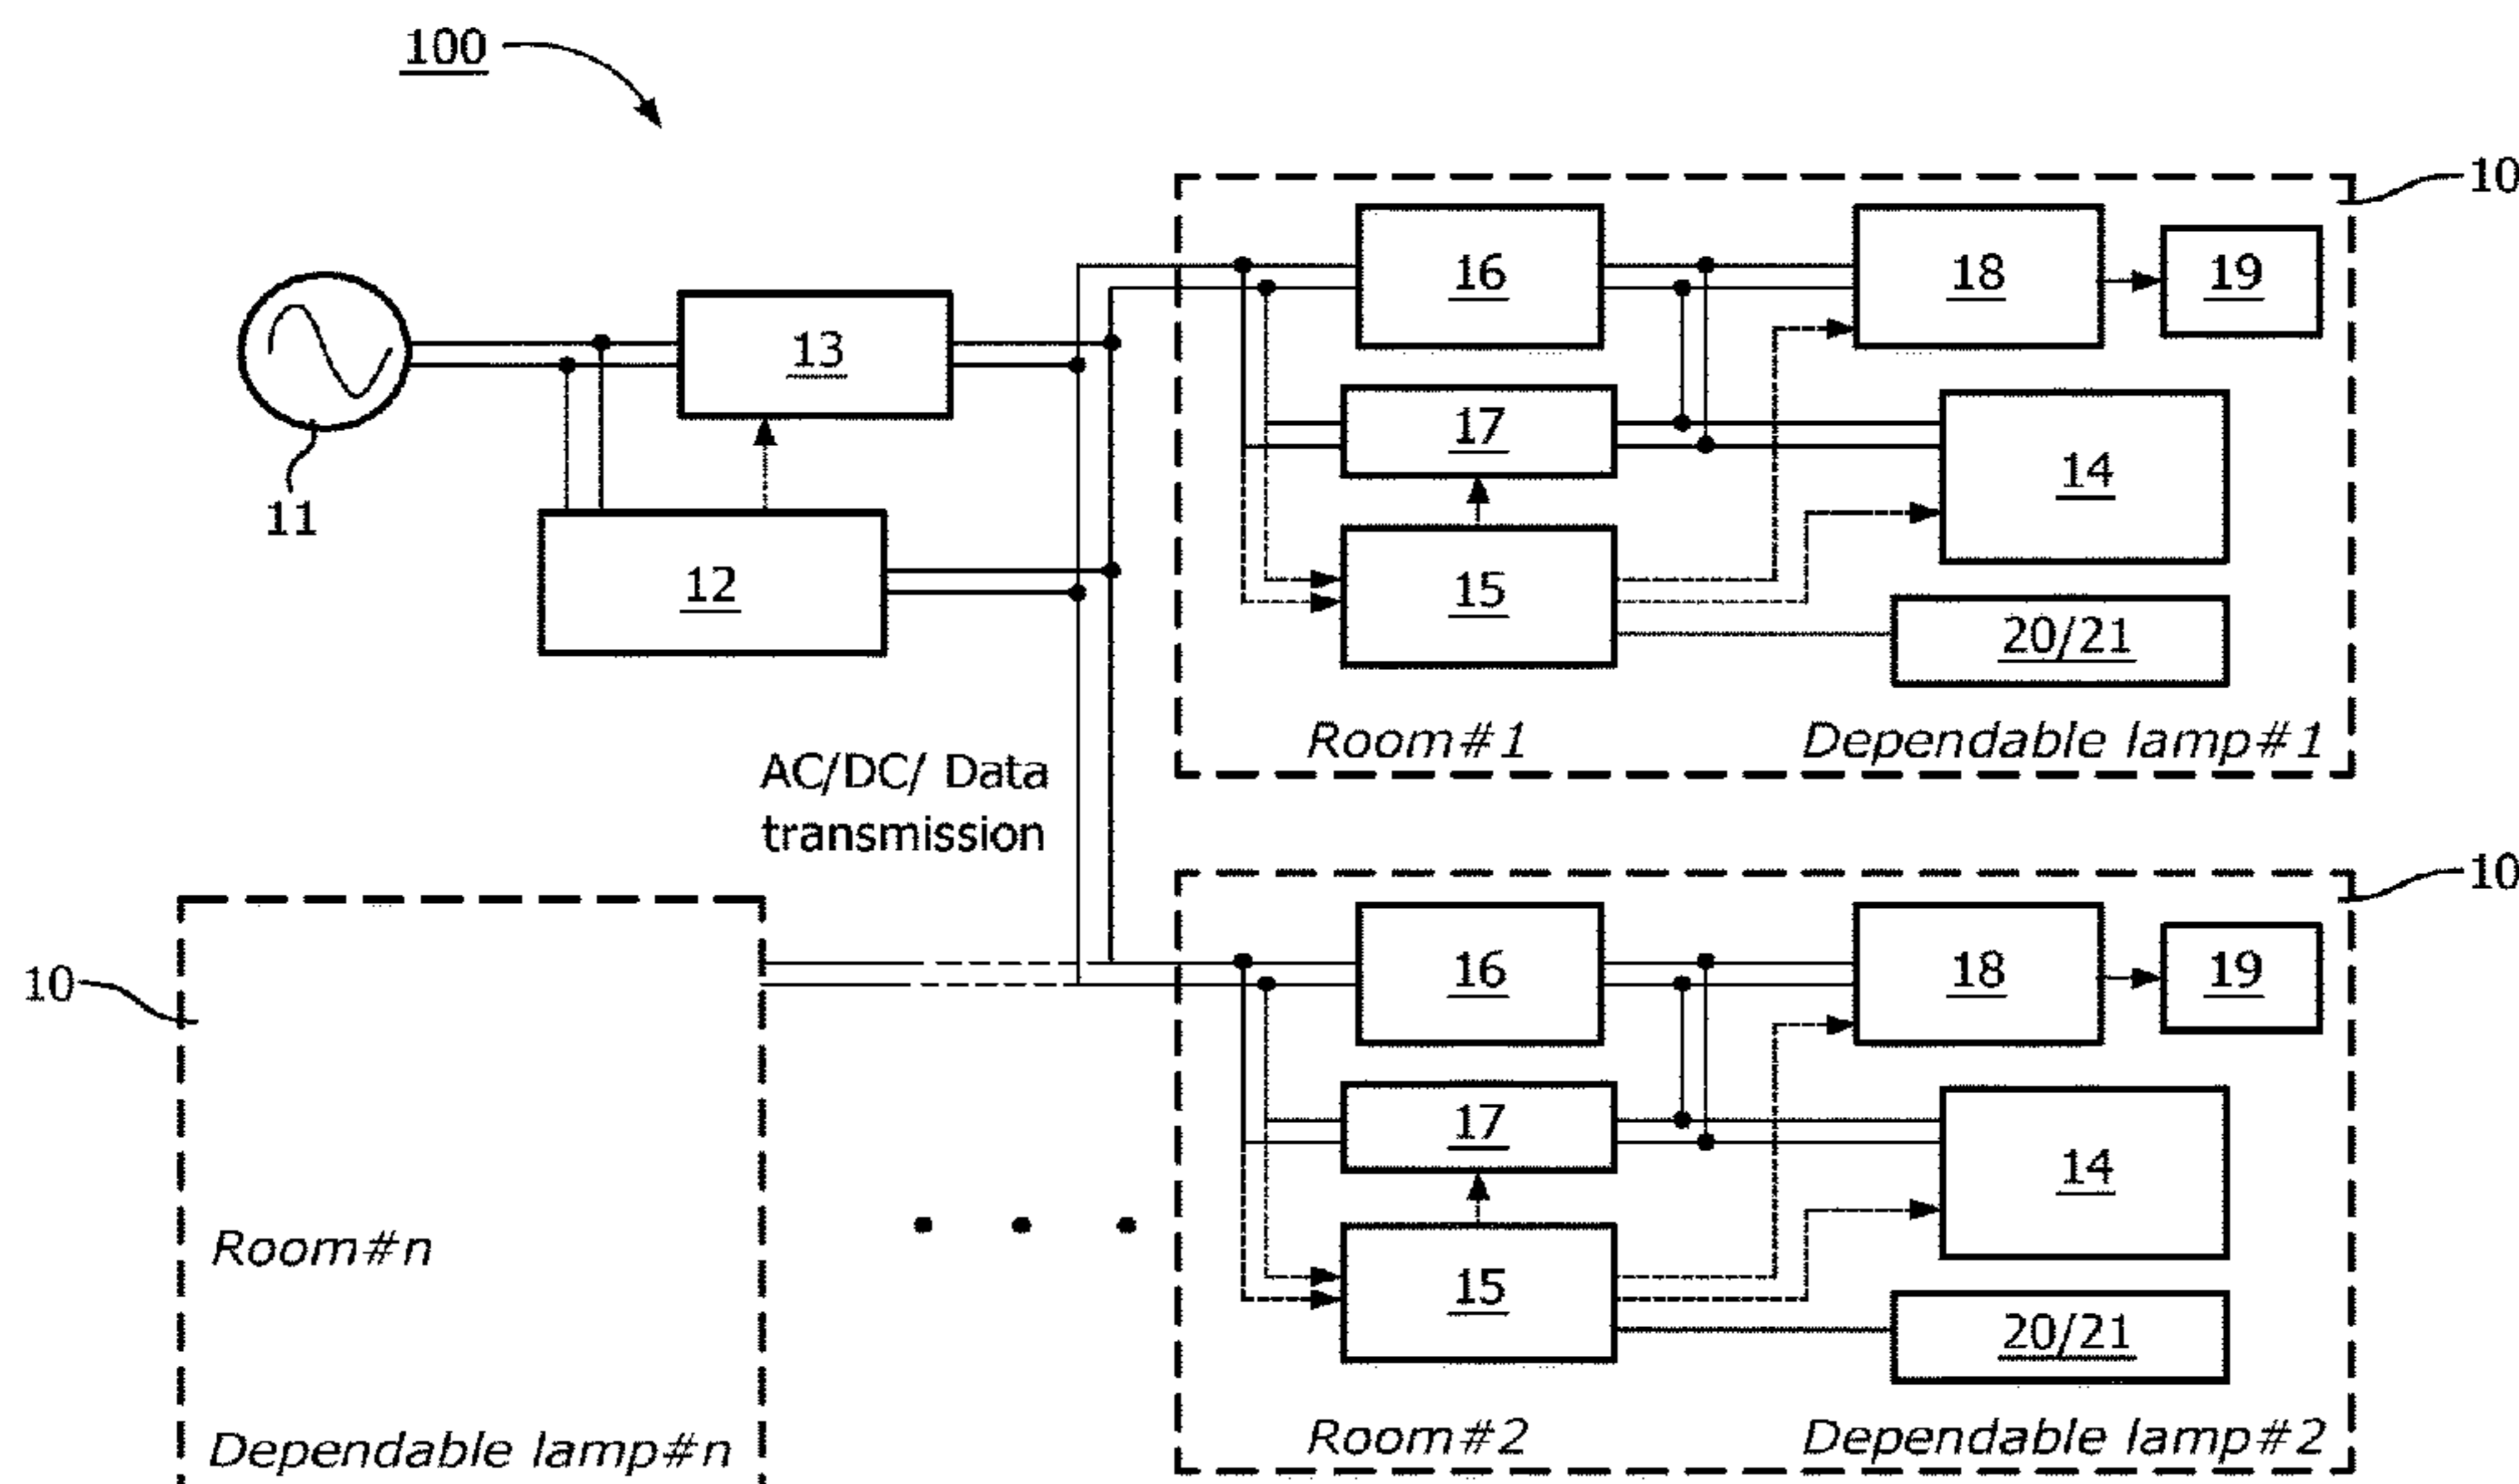 100
10
16
18
19
13
17
14
11
12
15
20/21
Room#1
Dependable lamp#1
AC/DC/ Data
transmission
10
10
16
18
19
17
14
Room#n
15
20/21
Dependable lamp#n
Room#2
Dependable lamp#2